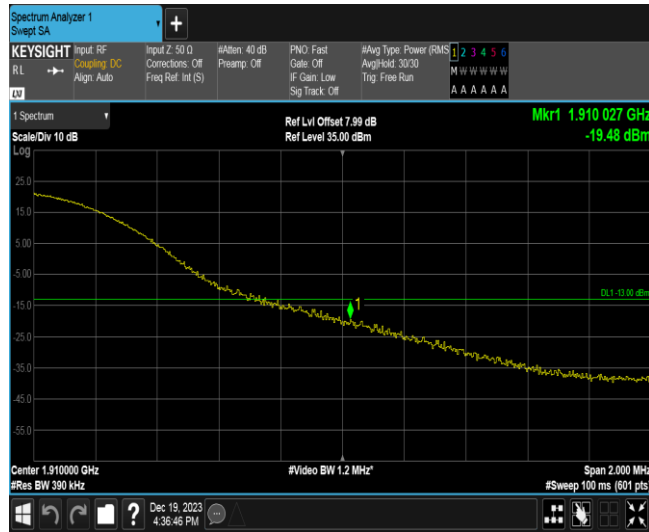 Spectrum Analyzer 1
Swept SA
KEYSIGHT
RL
LXI
Input: RF
Coupling: DC
Align: Auto
Input Z: 50 Ω
Corrections: Off
Freq Ref: Int (S)
#Atten: 40 dB
Preamp: Off
PNO: Fast
Gate: Off
IF Gain: Low
Sig Track: Off
#Avg Type: Power (RMS
Avg|Hold: 30/30
Trig: Free Run
1 2 3 4 5 6
M W W W W W
A A A A A A
1 Spectrum
Scale/Div 10 dB
Log
Ref Lvl Offset 7.99 dB
Ref Level 35.00 dBm
Mkr1 1.910 027 GHz
-19.48 dBm
25.0
15.0
5.00
-5.00
DL1 -13.00 dBm
-15.0
1
-25.0
-35.0
-45.0
-55.0
Center 1.910000 GHz
#Res BW 390 kHz
#Video BW 1.2 MHz*
Span 2.000 MHz
#Sweep 100 ms (601 pts)
?
Dec 19, 2023
4:36:46 PM